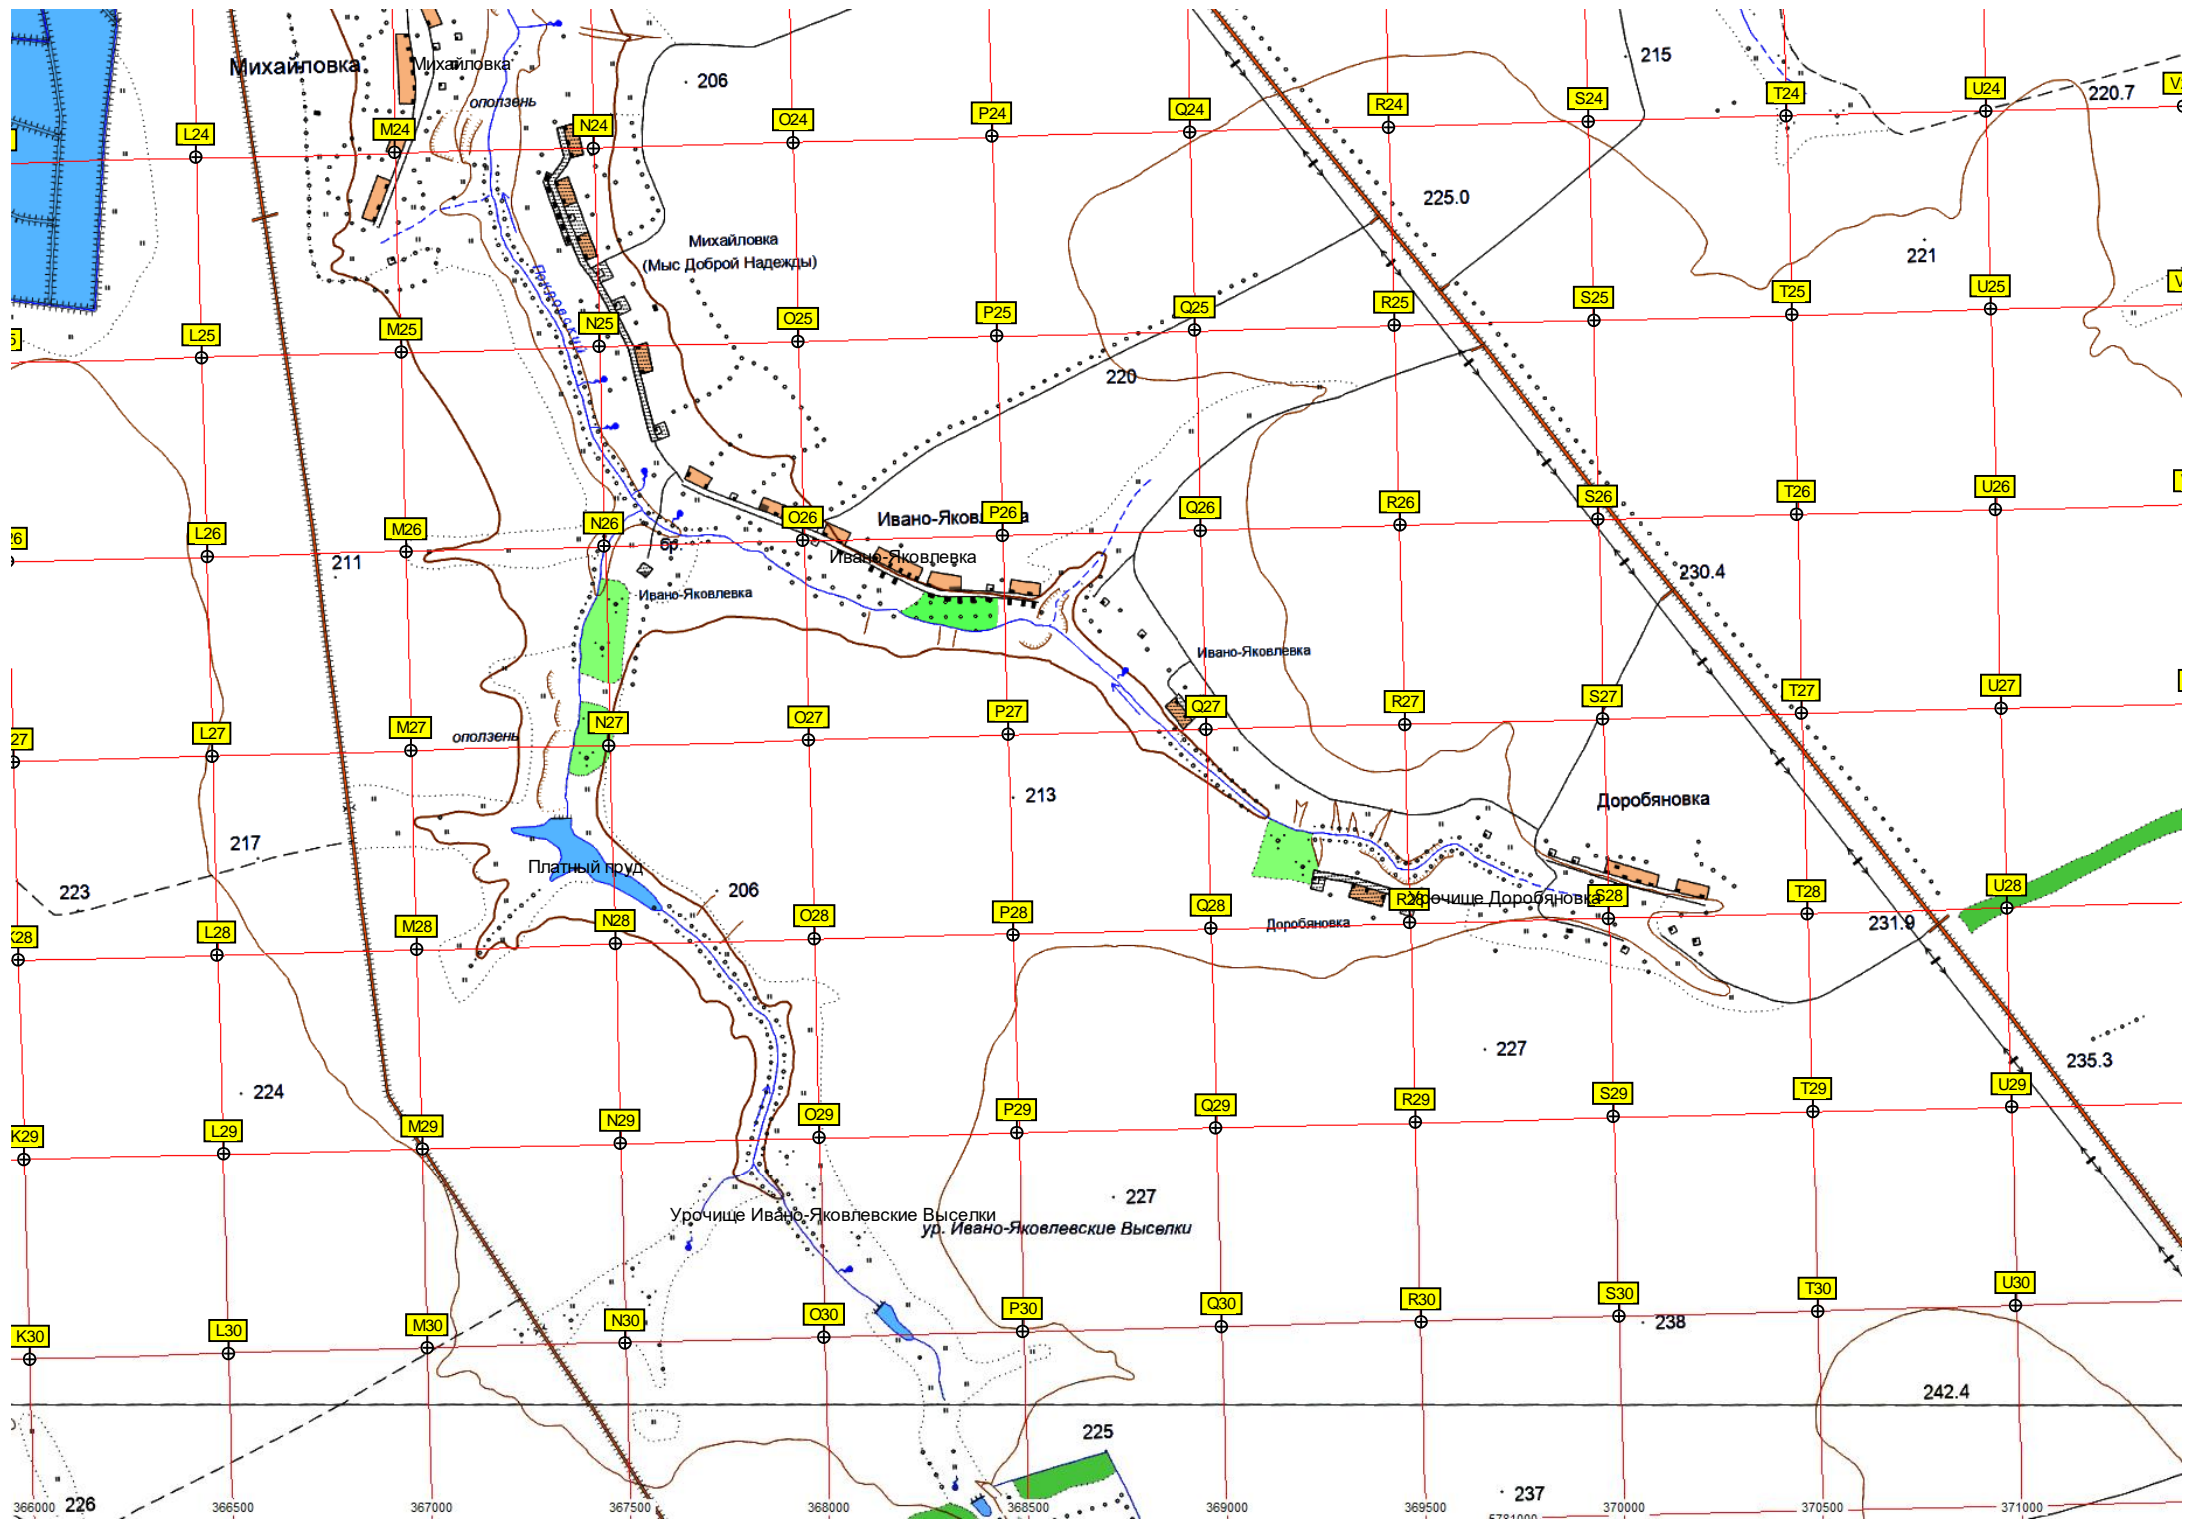 215
Михайловка
Михайловка
206
220.7
оползень
S24
T24
U24
L24
M24
N24
O24
P24
Q24
R24
225.0
Михайловка
(Мыс Доброй Надежды)
221
Покровский
L25
M25
N25
O25
P25
Q25
R25
S25
T25
U25
220
L26
M26
N26
O26
P26
Q26
R26
S26
T26
U26
26
Ивано-Яковлевка
бр.
211
Ивано-Яковлевка
230.4
Ивано-Яковлевка
Ивано-Яковлевка
27
L27
M27
N27
O27
P27
Q27
R27
S27
T27
U27
оползень
213
Доробяновка
217
Платный пруд
223
206
Урочище Доробяновка
K28
L28
M28
N28
O28
P28
Q28
R28
S28
T28
U28
Доробяновка
231.9
227
235.3
224
K29
L29
M29
N29
O29
P29
Q29
R29
S29
T29
U29
227
Урочище Ивано-Яковлевские Выселки
ур. Ивано-Яковлевские Выселки
K30
L30
M30
N30
O30
P30
Q30
R30
S30
T30
U30
238
242.4
225
226
237
366000 366500 367000 367500 368000 368500 369000 369500 370000 370500 371000
5781000